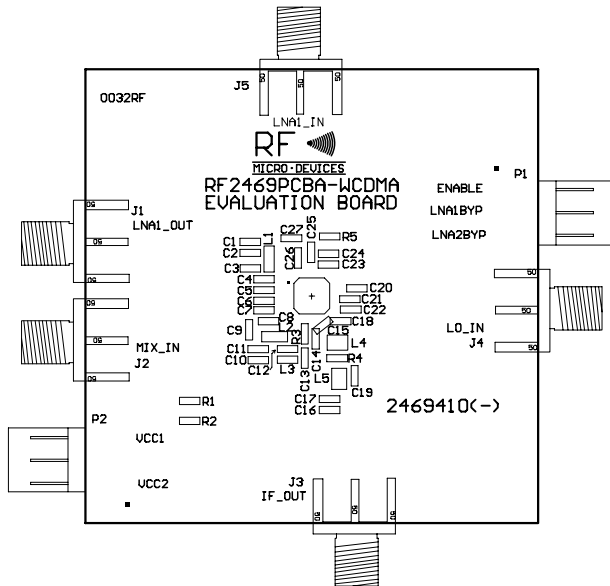 50
50
50
J5
0032RF
LNA1_IN
RF
MICRO·DEVICES
RF2469PCBA-WCDMA
EVALUATION BOARD
P1
ENABLE
LNA1BYP
LNA2BYP
50
J1
LNA1_OUT
50
50
C1
C2
C3
L1
C27
C26
C25
R5
C24
C23
C4
C5
C6
C7
C20
C21
C22
50
LO_IN
J4
50
50
MIX_IN
J2
50
C8
C9
L2
R3
C18
C15
C14
L4
C11
C10
C12
L3
C13
R4
L5
C19
C17
C16
R1
R2
2469410(-)
P2
VCC1
VCC2
J3
IF_OUT
50
50
50